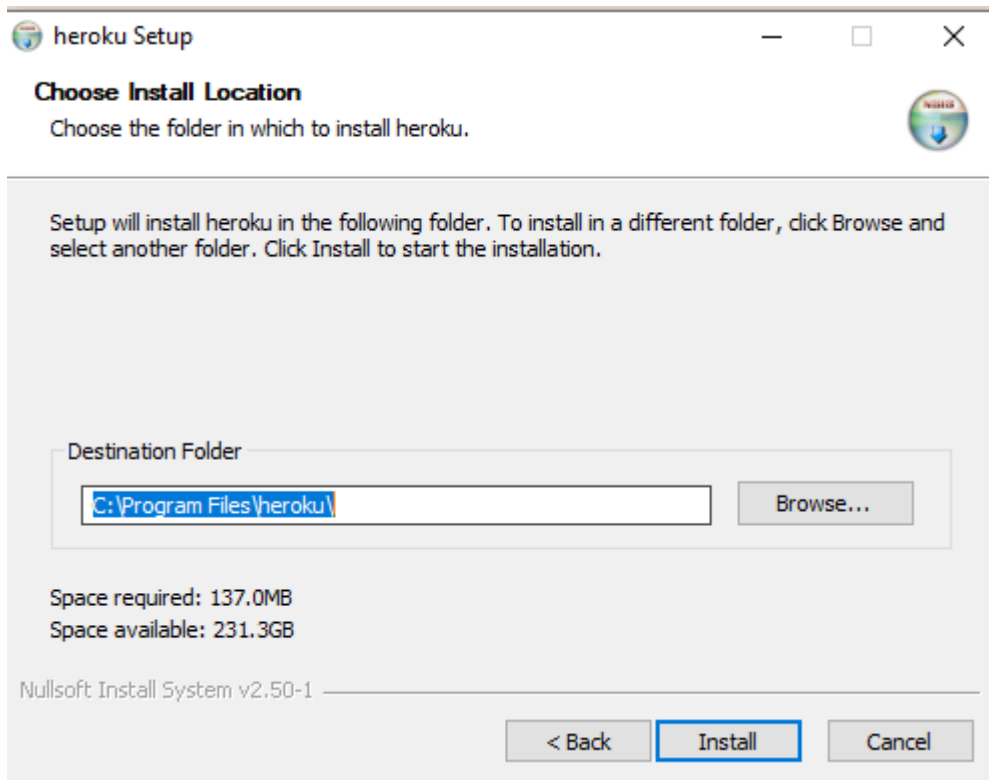 heroku Setup
Choose Install Location
Choose the folder in which to install heroku.
NSIS
Setup will install heroku in the following folder. To install in a different folder, click Browse and
select another folder. Click Install to start the installation.
Destination Folder
C:\Program Files\heroku\
Browse...
Space required: 137.0MB
Space available: 231.3GB
Nullsoft Install System v2.50-1
< Back
Install
Cancel